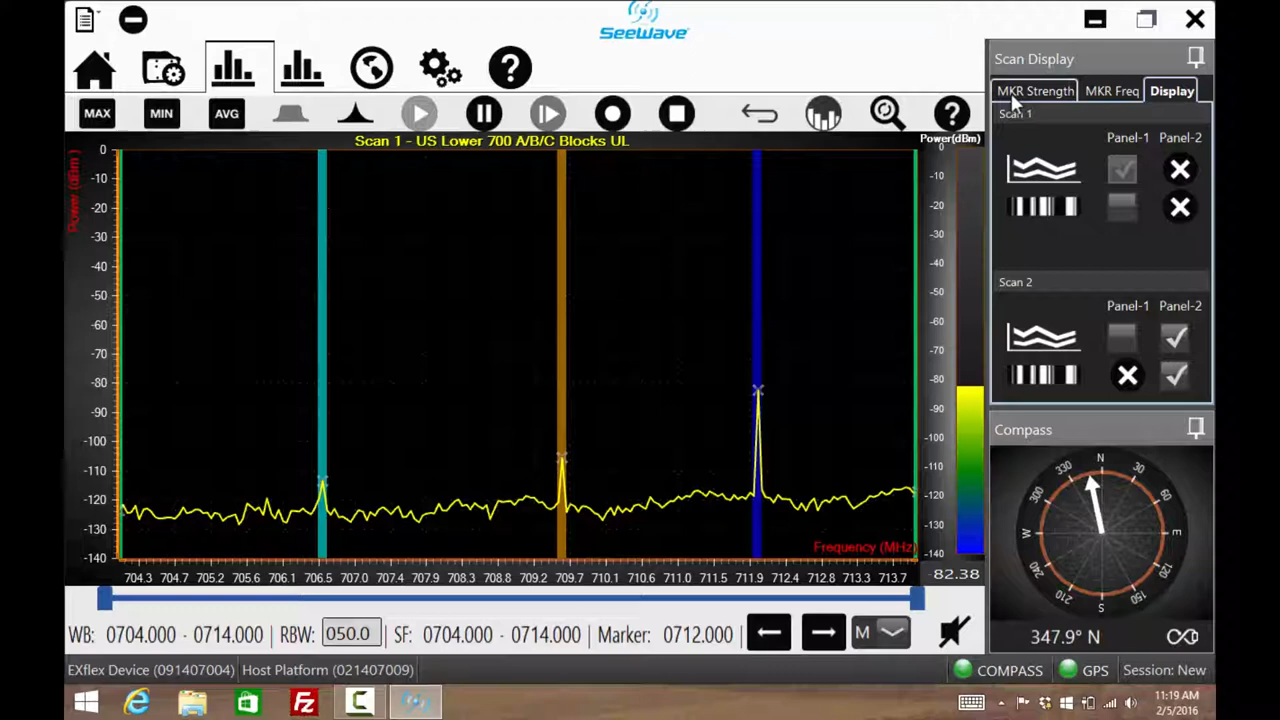 SeeWave
MAX MIN AVG
Scan 1 - US Lower 700 A/B/C Blocks UL
Power (dBm)
0
-10
-20
-30
-40
-50
-60
-70
-80
-90
-100
-110
-120
-130
-140
704.3 704.7 705.2 705.6 706.1 706.5 707.0 707.4 707.9 708.3 708.8 709.2 709.7 710.1 710.6 711.0 711.5 711.9 712.4 712.8 713.3 713.7
Frequency (MHz)
Power(dBm)
0
-10
-20
-30
-40
-50
-60
-70
-80
-90
-100
-110
-120
-130
-140
-82.38
WB: 0704.000 - 0714.000 RBW: 050.0 SF: 0704.000 - 0714.000 Marker: 0712.000 M
Scan Display
MKR Strength MKR Freq Display
Scan 1
Panel-1 Panel-2
Scan 2
Panel-1 Panel-2
Compass
N
30
60
E
120
150
S
210
240
W
300
330
347.9° N
EXflex Device (091407004) Host Platform (021407009) COMPASS GPS Session: New
11:19 AM
2/5/2016